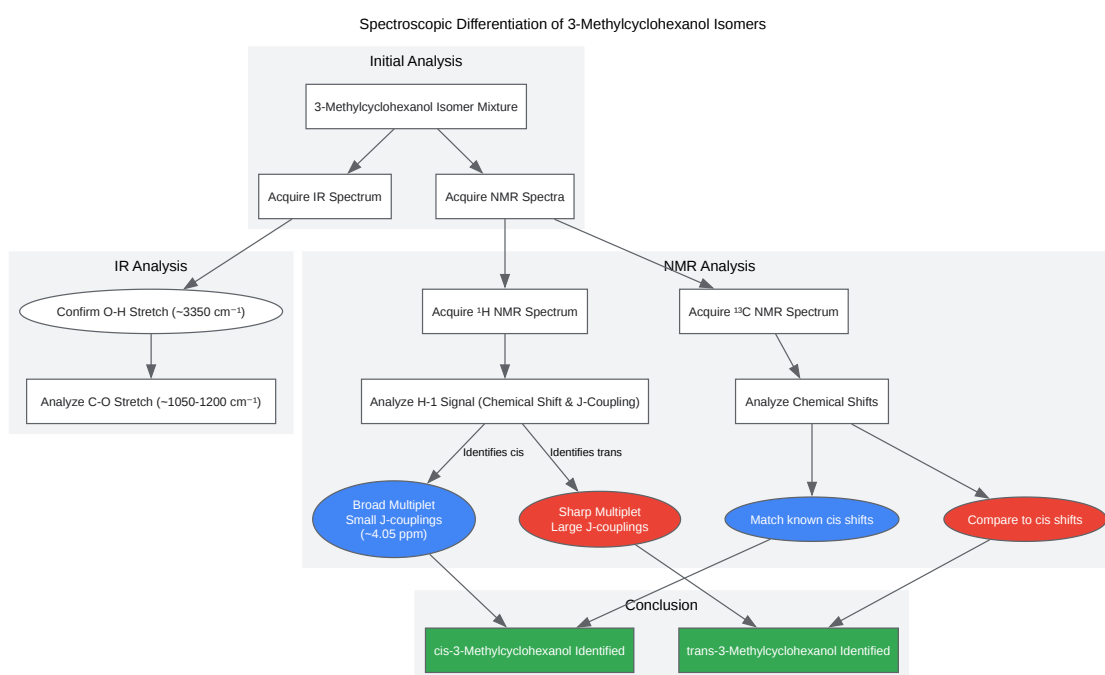 Spectroscopic Differentiation of 3-Methylcyclohexanol Isomers
Initial Analysis
3-Methylcyclohexanol Isomer Mixture
Acquire IR Spectrum
Acquire NMR Spectra
IR Analysis
NMR Analysis
Confirm O-H Stretch (~3350 cm⁻¹)
Acquire ¹H NMR Spectrum
Acquire ¹³C NMR Spectrum
Analyze C-O Stretch (~1050-1200 cm⁻¹)
Analyze H-1 Signal (Chemical Shift & J-Coupling)
Analyze Chemical Shifts
Identifies cis
Identifies trans
Broad Multiplet
Small J-couplings
(~4.05 ppm)
Sharp Multiplet
Large J-couplings
Match known cis shifts
Compare to cis shifts
Conclusion
cis-3-Methylcyclohexanol Identified
trans-3-Methylcyclohexanol Identified